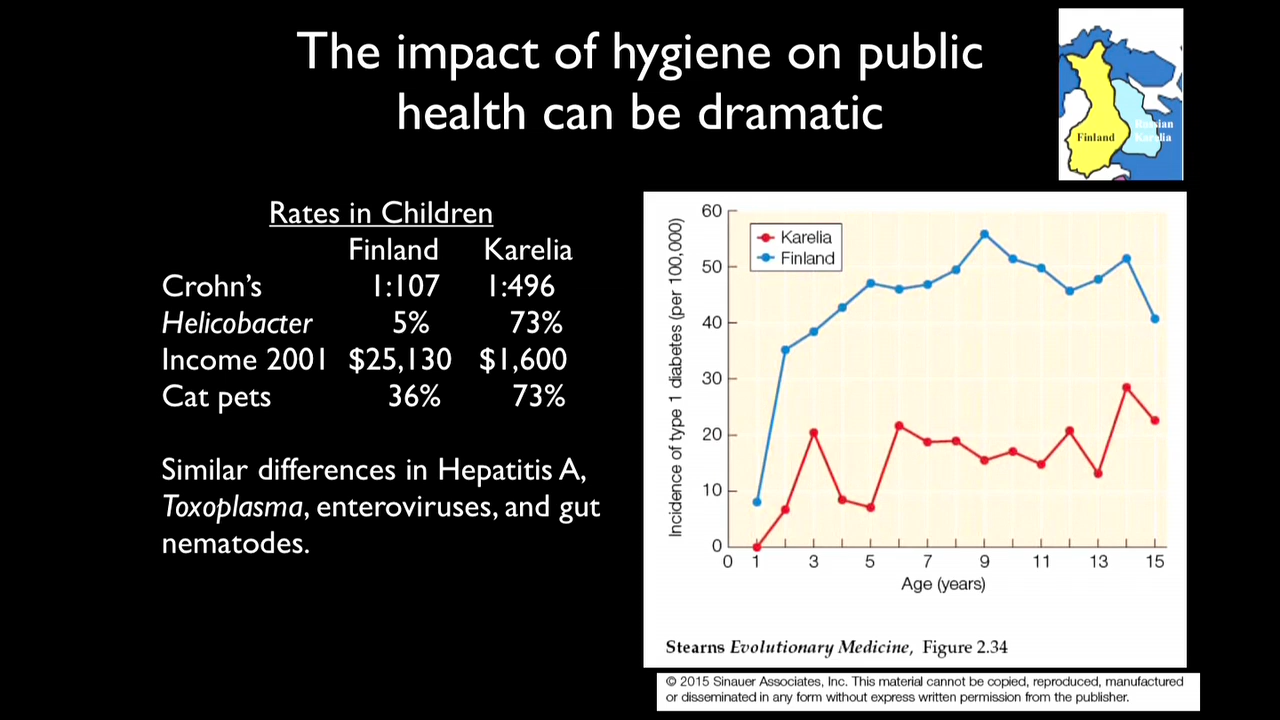 The impact of hygiene on public
health can be dramatic
Finland
Russian
Karelia
Rates in Children
Finland Karelia
Crohn's 1:107 1:496
Helicobacter 5% 73%
Income 2001 $25,130 $1,600
Cat pets 36% 73%
Similar differences in Hepatitis A,
Toxoplasma, enteroviruses, and gut
nematodes.
Incidence of type 1 diabetes (per 100,000)
60
50
40
30
20
10
0
Karelia
Finland
0 1 3 5 7 9 11 13 15
Age (years)
Stearns Evolutionary Medicine, Figure 2.34
© 2015 Sinauer Associates, Inc. This material cannot be copied, reproduced, manufactured
or disseminated in any form without express written permission from the publisher.